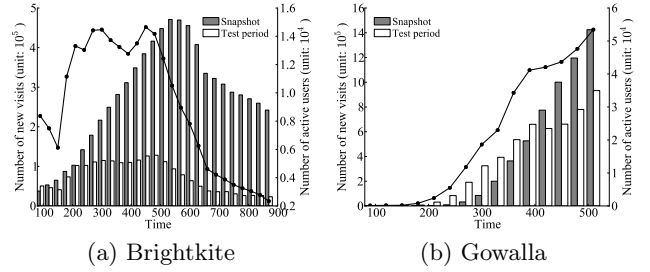 Number of new visits (unit: 10^5)
5
4
3
2
1
0
Snapshot
Test period
1.6
1.4
1.2
1.0
0.8
0.6
0.4
0.2
Number of active users (unit: 10^4)
100 200 300 400 500 600 700 800 900
Time
(a) Brightkite
Number of new visits (unit: 10^5)
16
14
12
10
8
6
4
2
0
Snapshot
Test period
6
5
4
3
2
1
0
Number of active users (unit: 10^4)
100 200 300 400 500
Time
(b) Gowalla